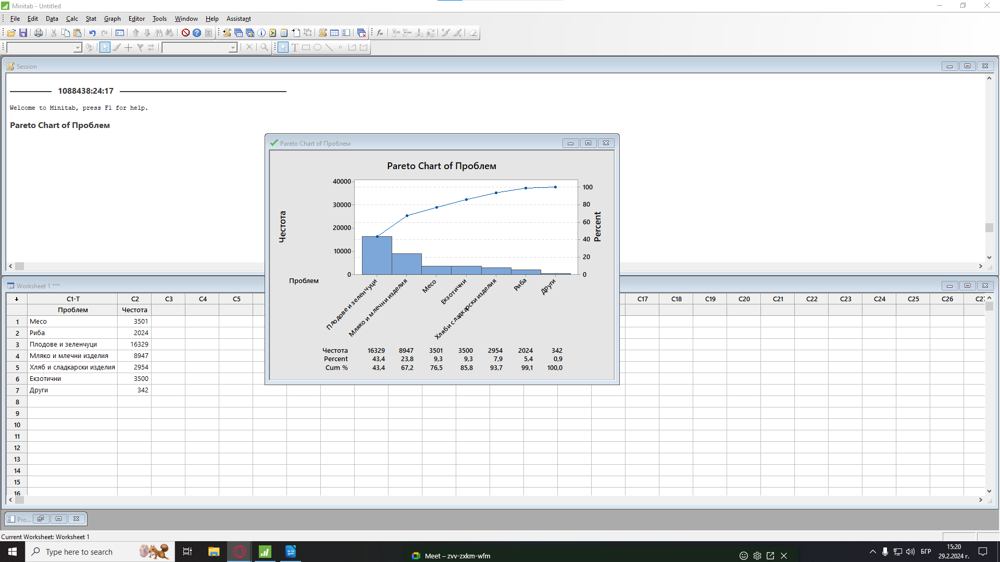 Minitab - Untitled
File Edit Data Calc Stat Graph Editor Tools Window Help Assistant
Session
1088438:24:17
Welcome to Minitab, press F1 for help.
Pareto Chart of Проблем
Pareto Chart of Проблем
Pareto Chart of Проблем
40000
30000
20000
10000
0
Честота
100
80
60
40
20
0
Percent
Проблем
Плодове и зеленчуци
Мляко и млечни изделия
Месо
Екзотични
Хляб и сладкарски изделия
Риба
Други
Честота 16329 8947 3501 3500 2954 2024 342
Percent 43,4 23,8 9,3 9,3 7,9 5,4 0,9
Cum % 43,4 67,2 76,5 85,8 93,7 99,1 100,0
Worksheet 1 ***
C1-T C2 C3 C4 C5 C17 C18 C19 C20 C21 C22 C23 C24 C25 C26 C27
Проблем Честота
1 Месо 3501
2 Риба 2024
3 Плодове и зеленчуци 16329
4 Мляко и млечни изделия 8947
5 Хляб и сладкарски изделия 2954
6 Екзотични 3500
7 Други 342
8
9
10
11
12
13
14
15
16
Pro...
Current Worksheet: Worksheet 1
Type here to search
Meet – zvv-zxkm-wfm
БГР
15:20
29.2.2024 г.